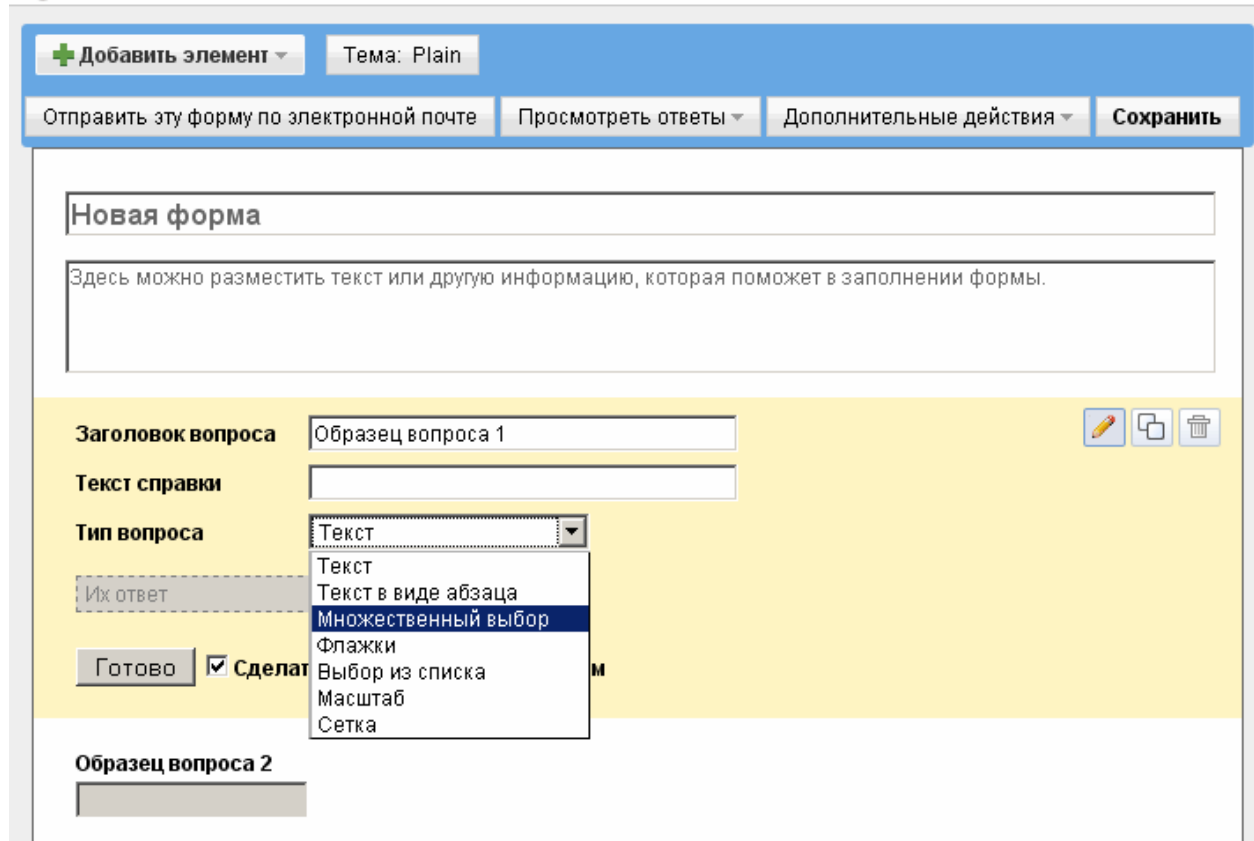 Добавить элемент
Тема: Plain
Отправить эту форму по электронной почте
Просмотреть ответы
Дополнительные действия
Сохранить
Новая форма
Здесь можно разместить текст или другую информацию, которая поможет в заполнении формы.
Заголовок вопроса
Образец вопроса 1
Текст справки
Тип вопроса
Текст
Текст
Текст в виде абзаца
Их ответ
Множественный выбор
Флажки
Готово
Выбор из списка
Масштаб
Сетка
Образец вопроса 2